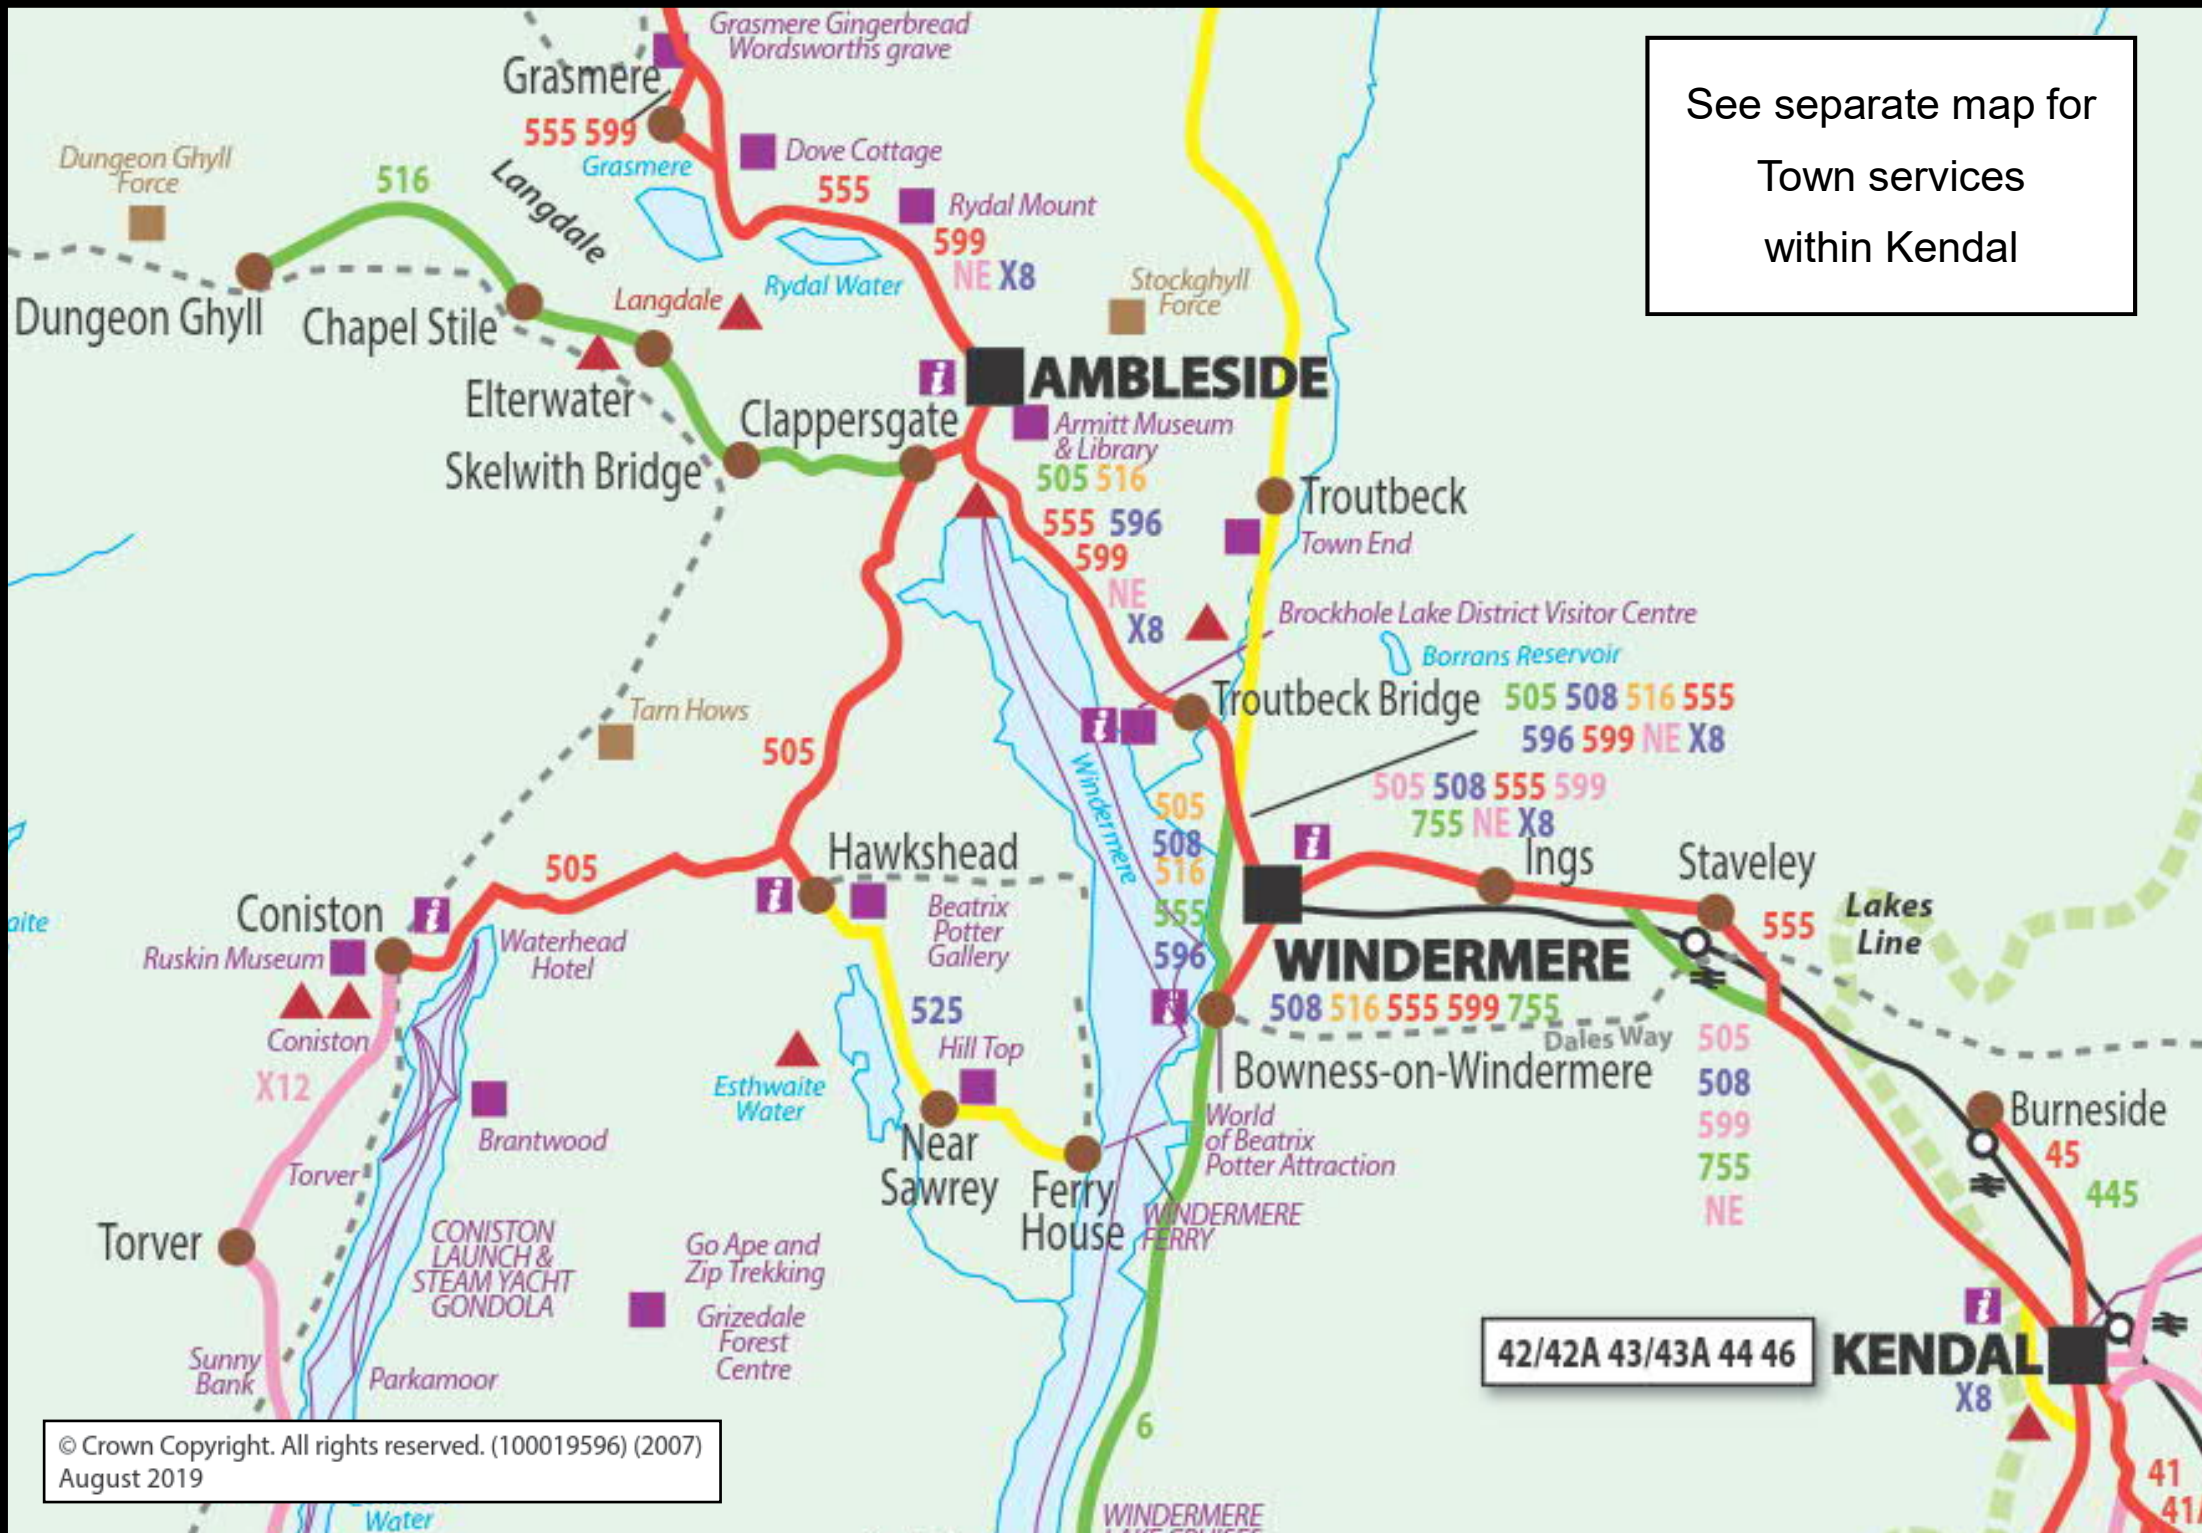 Grasmere Gingerbread
Wordsworth's grave
Grasmere
555 599
Grasmere
Dove Cottage
555
Rydal Mount
599
NE X8
Rydal Water
See separate map for
Town services
within Kendal
Dungeon Ghyll
Force
516
Langdale
Dungeon Ghyll
Chapel Stile
Langdale
Stockghyll
Force
Elterwater
Clappersgate
Skelwith Bridge
i
AMBLESIDE
Armitt Museum
& Library
505 516
555 596
599
NE
X8
Troutbeck
Town End
Brockhole Lake District Visitor Centre
Borrans Reservoir
Tarn Hows
i
Troutbeck Bridge
505 508 516 555
596 599 NE X8
505
Windermere
505
508
516
555
596
505 508 555 599
755 NE X8
i
Ings
Staveley
555
Lakes
Line
aite
505
Hawkshead
i
Beatrix
Potter
Gallery
Coniston
i
Ruskin Museum
Waterhead
Hotel
WINDERMERE
i
508 516 555 599 755
Dales Way
525
Hill Top
Coniston
X12
Esthwaite
Water
Bowness-on-Windermere
505
508
599
755
NE
Brantwood
Near
Sawrey
Ferry
House
World
of Beatrix
Potter Attraction
Burneside
45
445
Torver
Torver
WINDERMERE
FERRY
CONISTON
LAUNCH &
STEAM YACHT
GONDOLA
Go Ape and
Zip Trekking
Grizedale
Forest
Centre
Sunny
Bank
Parkamoor
i
42/42A 43/43A 44 46
KENDAL
X8
6
41
41/
© Crown Copyright. All rights reserved. (100019596) (2007)
August 2019
Water
WINDERMERE
LAKE CRUISES